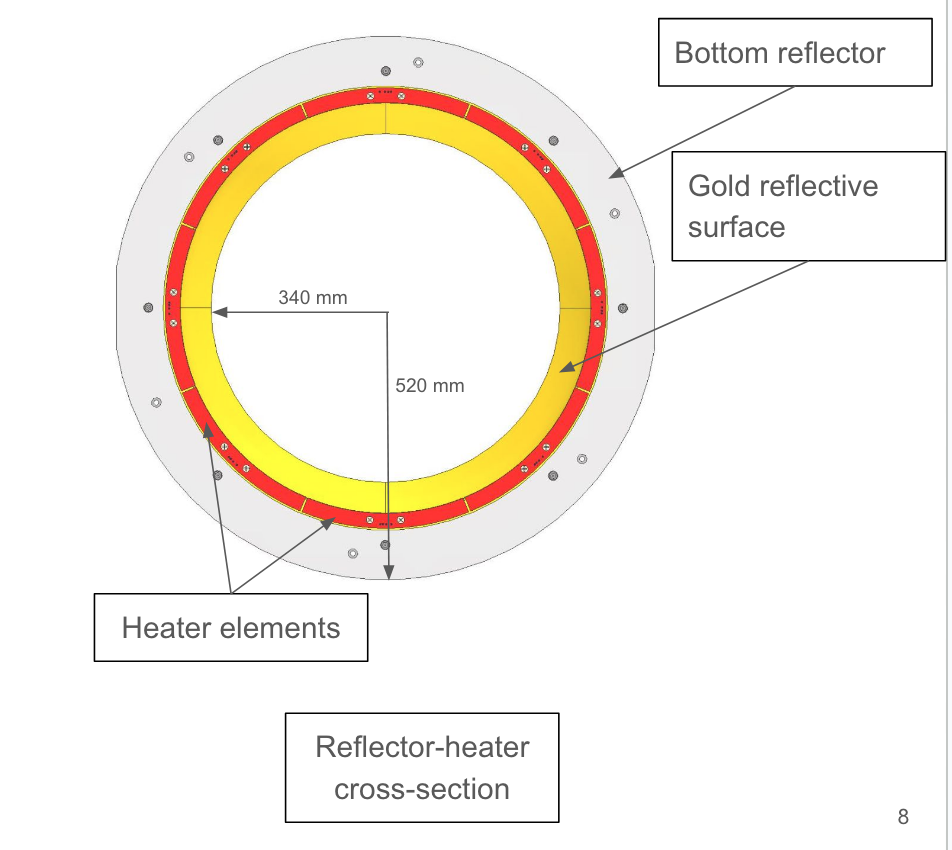 Bottom reflector
Gold reflective
surface
340 mm
520 mm
Heater elements
Reflector-heater
cross-section
8